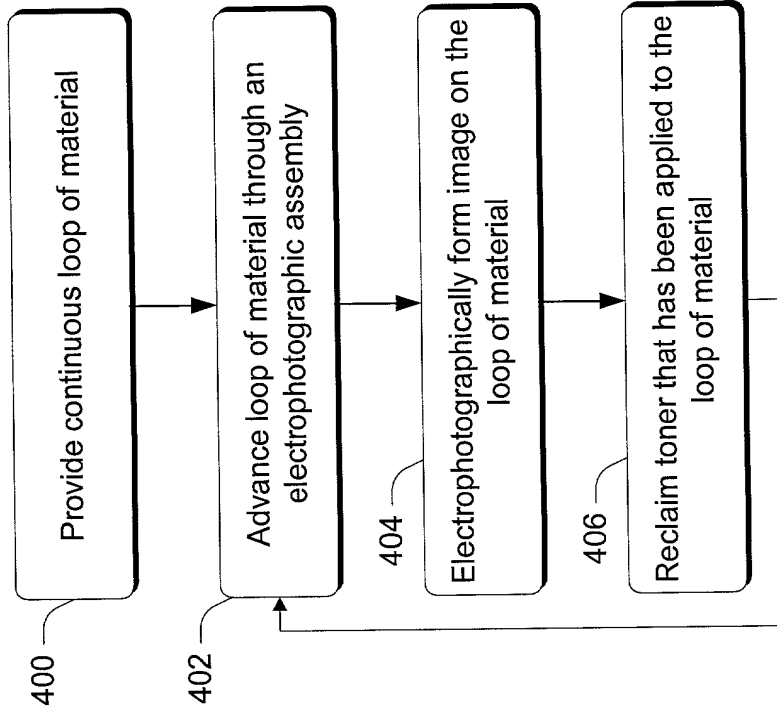 400
Provide continuous loop of material
402
Advance loop of material through an
electrophotographic assembly
404
Electrophotographically form image on the
loop of material
406
Reclaim toner that has been applied to the
loop of material